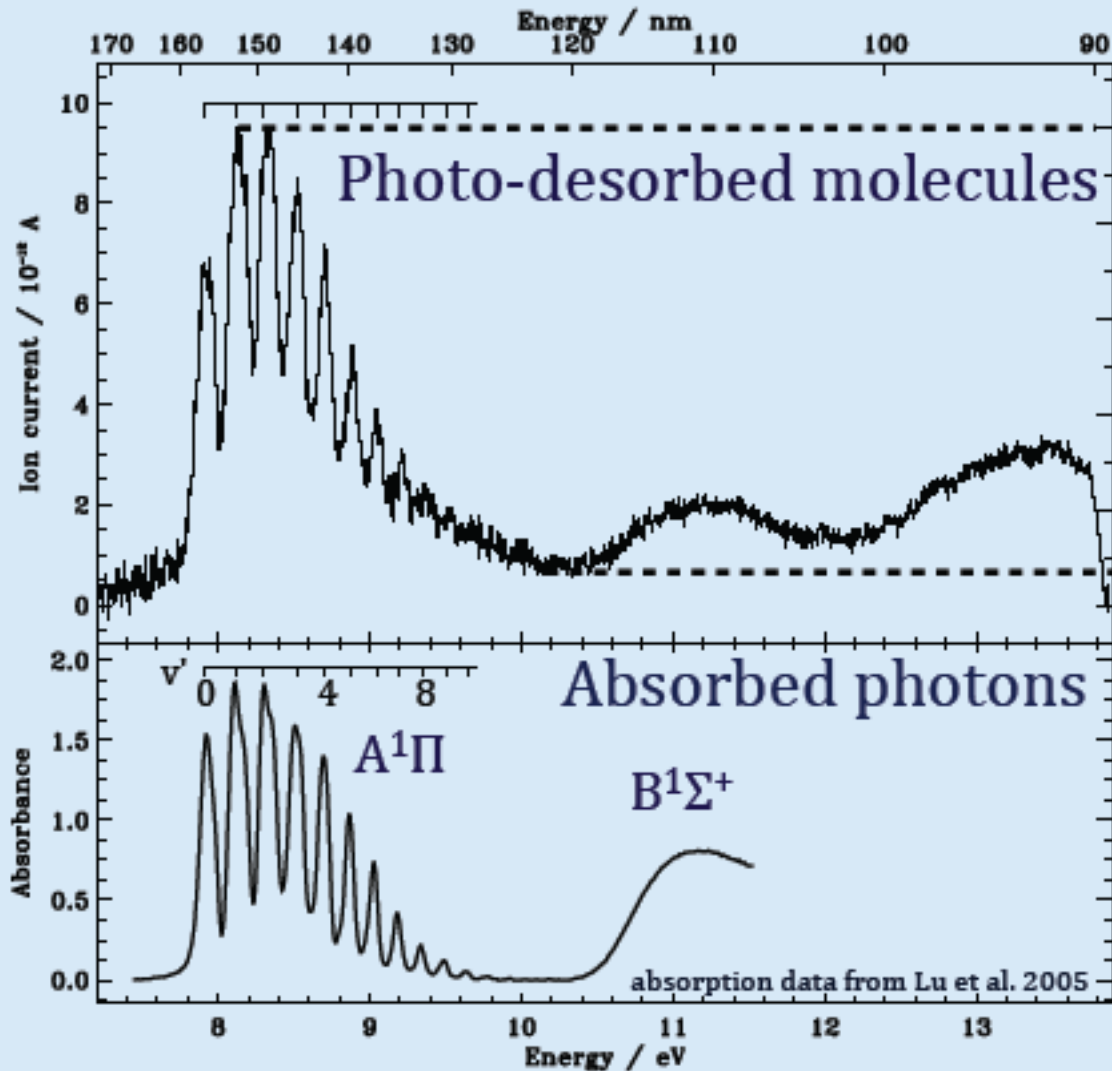 Energy / nm
170 160 150 140 130 120 110 100 90
10
8
6
4
2
0
Ion current / 10⁻¹² A
Photo-desorbed molecules
2.0
1.5
1.0
0.5
0.0
Absorbance
v' 0 4 8
Absorbed photons
A¹Π
B¹Σ⁺
absorption data from Lu et al. 2005
8 9 10 11 12 13
Energy / eV